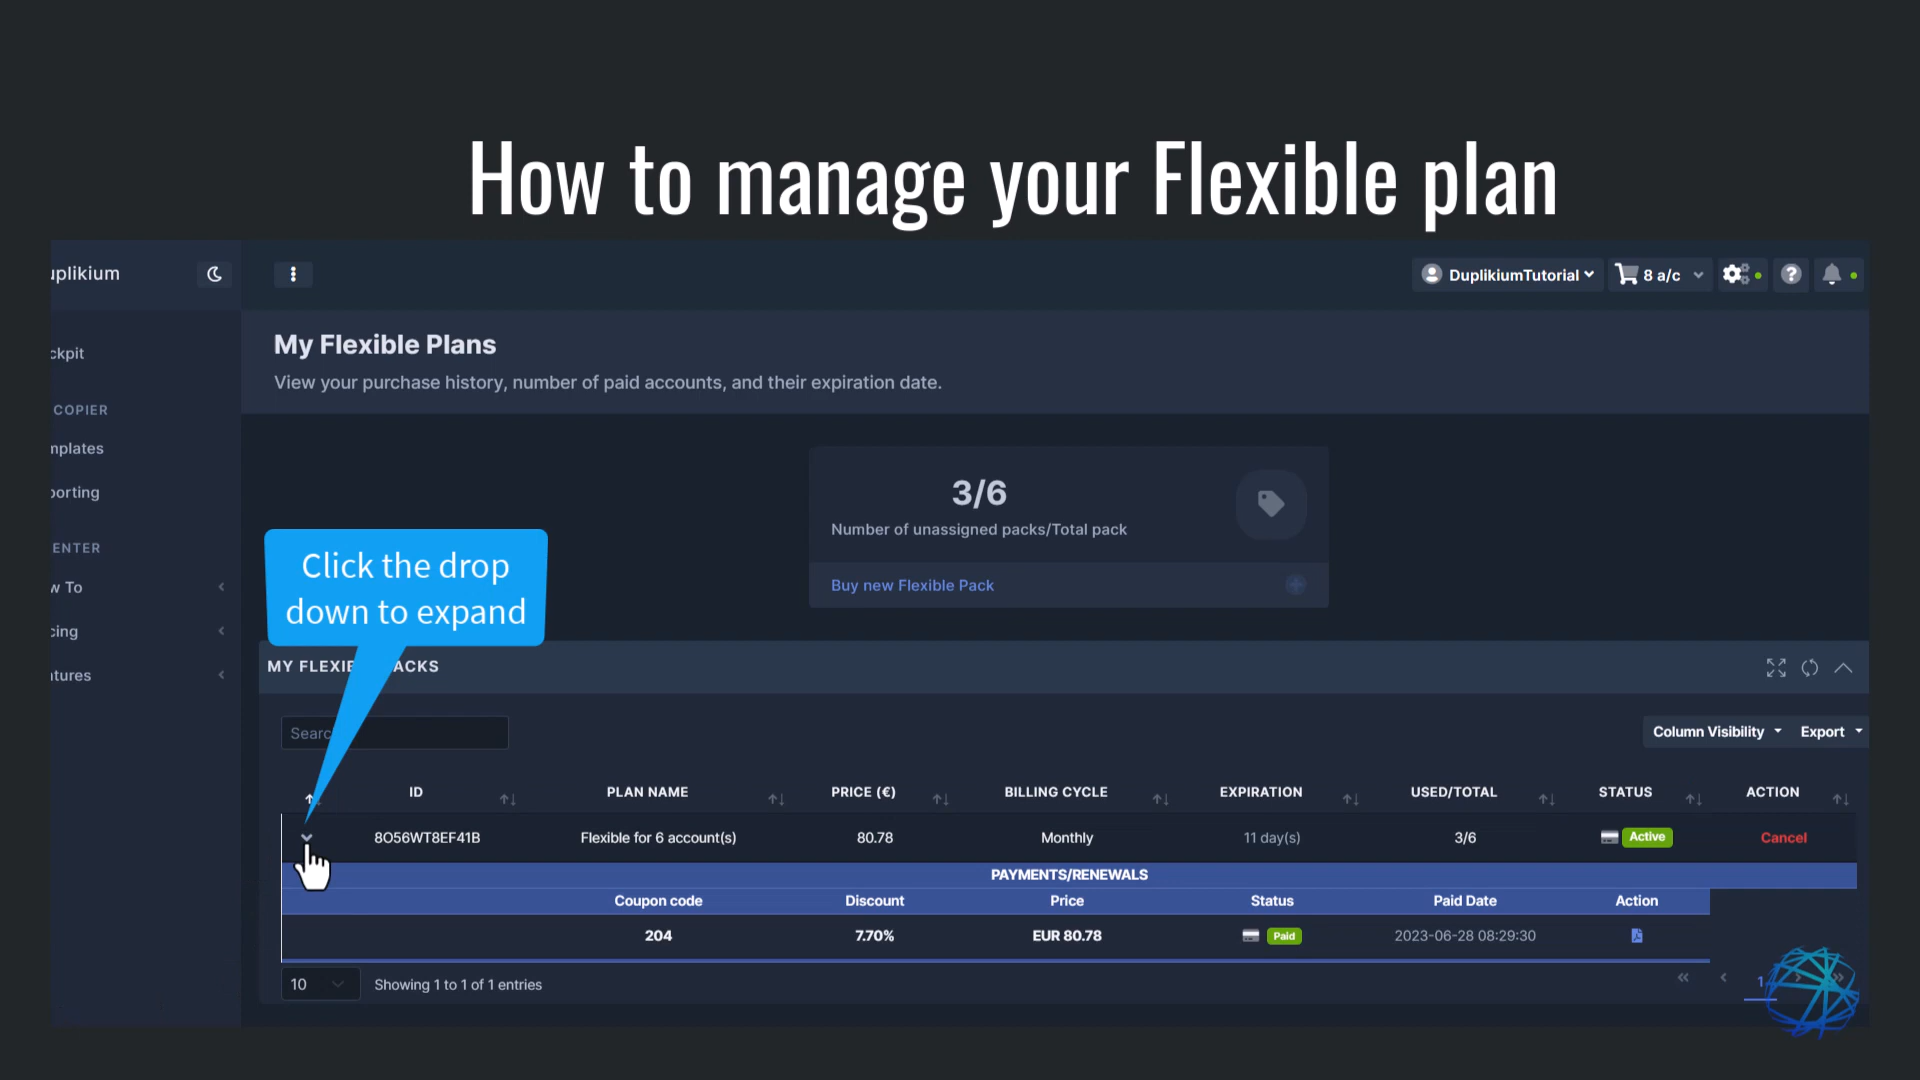 How to manage your Flexible plan
uplikium
DuplikiumTutorial
8 a/c
ckpit
COPIER
nplates
orting
ENTER
w To
cing
tures
My Flexible Plans
View your purchase history, number of paid accounts, and their expiration date.
3/6
Number of unassigned packs/Total pack
Buy new Flexible Pack
Click the drop
down to expand
MY FLEXIB ACKS
Searc
Column Visibility Export
ID PLAN NAME PRICE (€) BILLING CYCLE EXPIRATION USED/TOTAL STATUS ACTION
8O56WT8EF41B Flexible for 6 account(s) 80.78 Monthly 11 day(s) 3/6 Active Cancel
PAYMENTS/RENEWALS
Coupon code Discount Price Status Paid Date Action
204 7.70% EUR 80.78 Paid 2023-06-28 08:29:30
10 Showing 1 to 1 of 1 entries « ‹ 1 › »